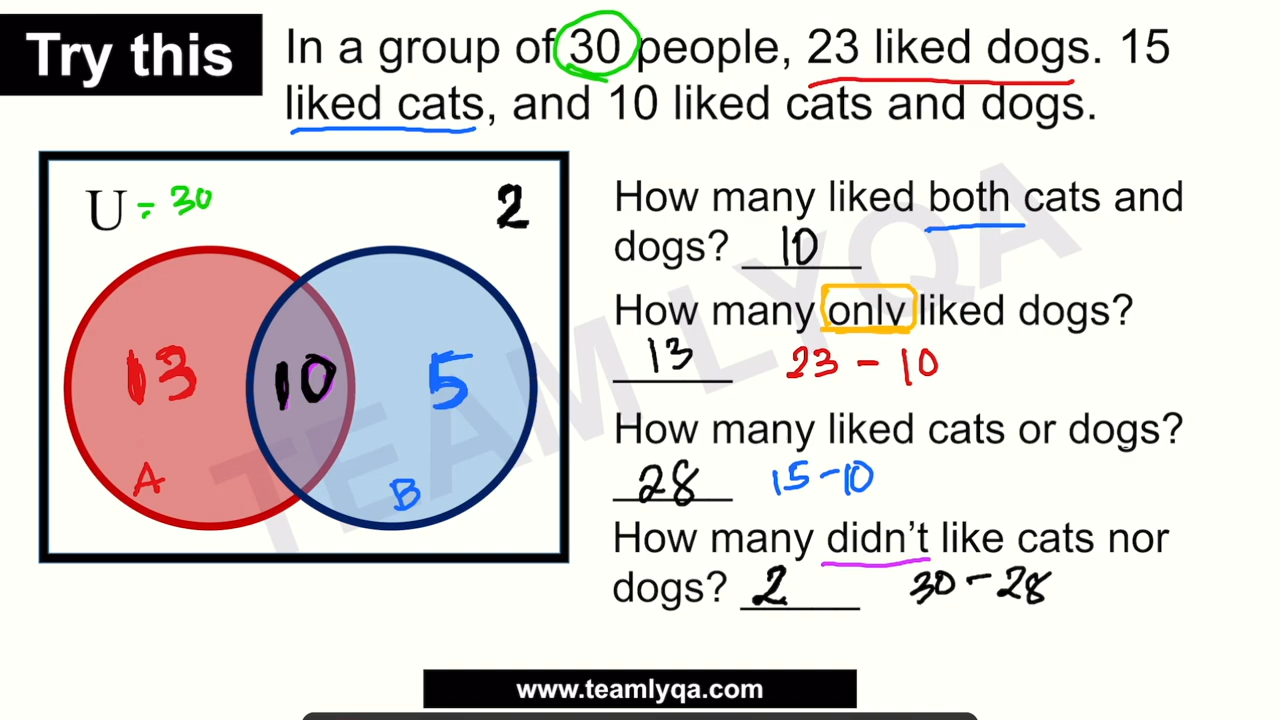 Try this
In a group of 30 people, 23 liked dogs. 15
liked cats, and 10 liked cats and dogs.
U = 30
2
13
10
5
A
B
How many liked both cats and
dogs? 10
How many only liked dogs?
13 23 - 10
How many liked cats or dogs?
28 15 - 10
How many didn’t like cats nor
dogs? 2 30 - 28
TEAM LYQA
www.teamlyqa.com